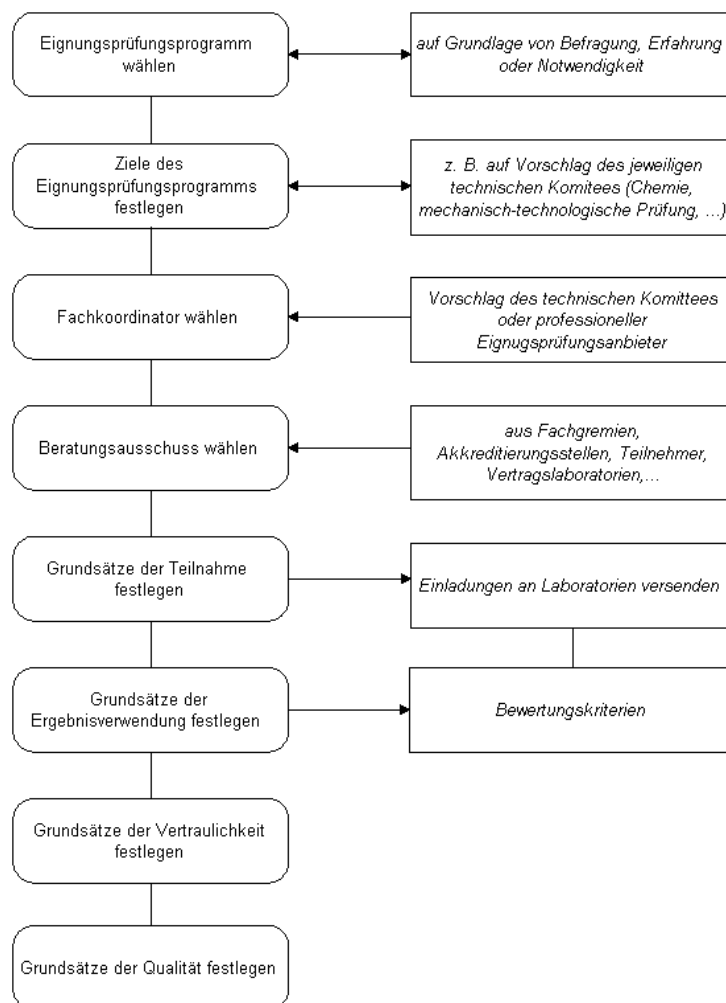 Eignungsprüfungsprogramm
wählen
auf Grundlage von Befragung, Erfahrung
oder Notwendigkeit
Ziele des
Eignungsprüfungsprogramms
festlegen
z. B. auf Vorschlag des jeweiligen
technischen Komitees (Chemie,
mechanisch-technologische Prüfung, ...)
Fachkoordinator wählen
Vorschlag des technischen Komittees
oder professioneller
Eignugsprüfungsanbieter
Beratungsausschuss wählen
aus Fachgremien,
Akkreditierungsstellen, Teilnehmer,
Vertragslaboratorien,...
Grundsätze der Teilnahme
festlegen
Einladungen an Laboratorien versenden
Grundsätze der
Ergebnisverwendung festlegen
Bewertungskriterien
Grundsätze der Vertraulichkeit
festlegen
Grundsätze der Qualität festlegen